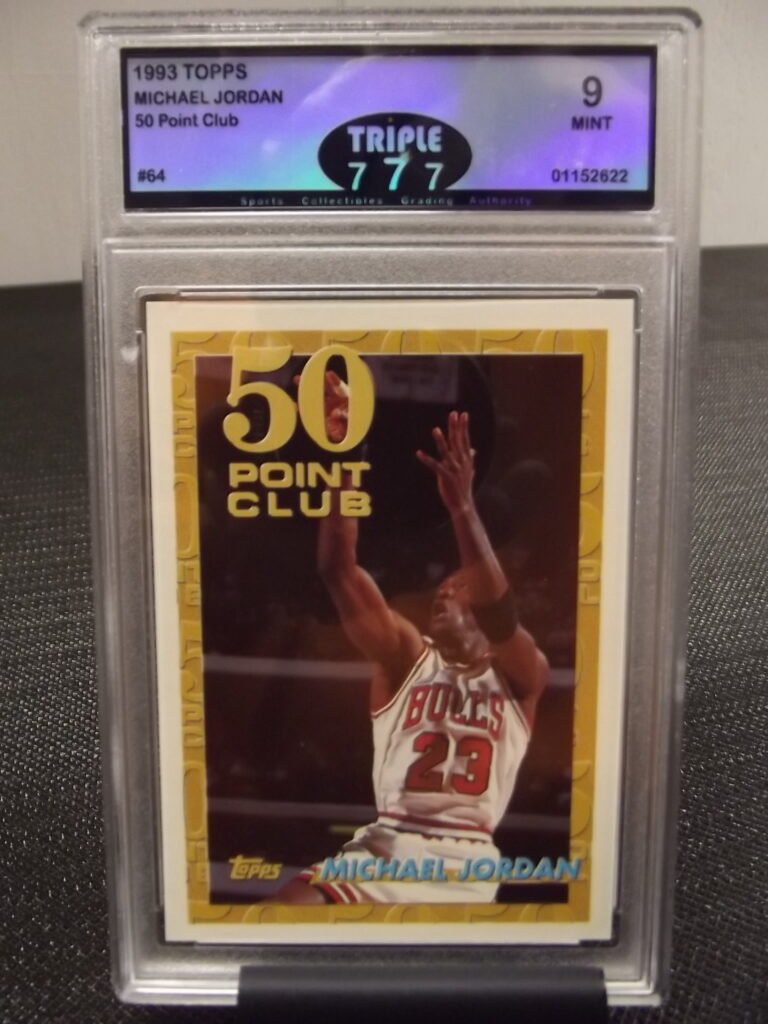 1993 TOPPS
MICHAEL JORDAN
50 Point Club
#64
9
MINT
01152622
TRIPLE
777
Sports Collectibles Grading Authority
50
POINT
CLUB
BULLS
23
TOPPS
MICHAEL JORDAN